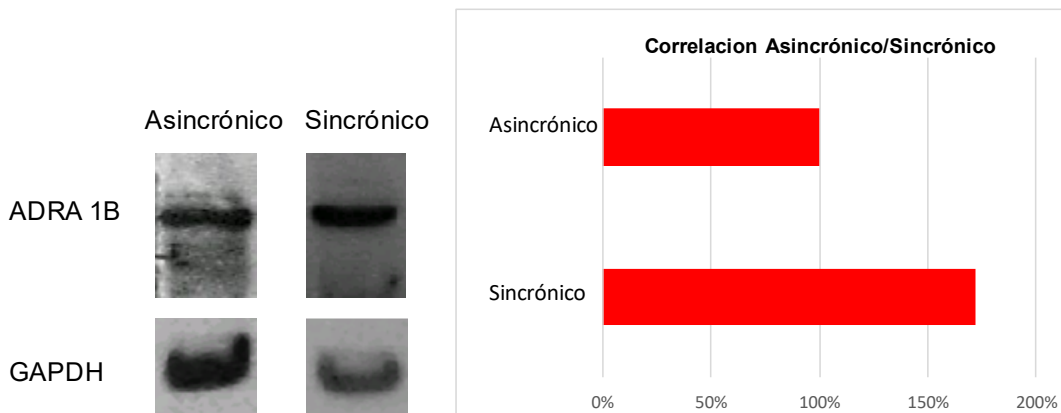 Asincrónico Sincrónico
ADRA 1B
GAPDH
Correlacion Asincrónico/Sincrónico
Asincrónico
Sincrónico
0% 50% 100% 150% 200%